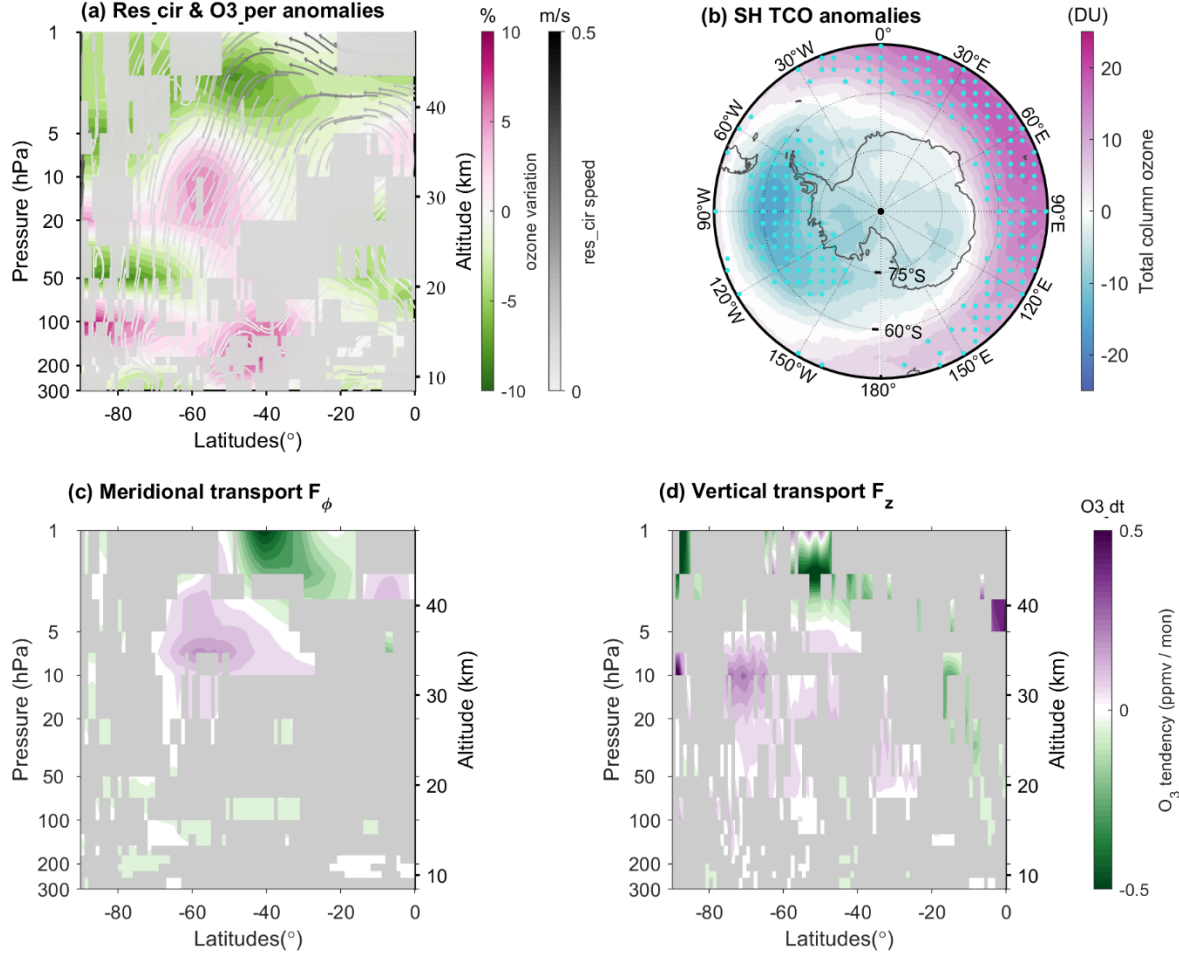 (a) Res_cir & O3_per anomalies
%
m/s
1
5
10
20
50
100
200
300
Pressure (hPa)
40
30
20
10
Altitude (km)
-80
-60
-40
-20
0
Latitudes(°)
10
5
0
-5
-10
ozone variation
0.5
0
res_cir speed
(b) SH TCO anomalies
0°
30°E
60°E
90°E
120°E
150°E
180°
150°W
120°W
90°W
60°W
30°W
75°S
60°S
(DU)
20
10
0
-10
-20
Total column ozone
(c) Meridional transport Fϕ
1
5
10
20
50
100
200
300
Pressure (hPa)
40
30
20
10
Altitude (km)
-80
-60
-40
-20
0
Latitudes(°)
(d) Vertical transport Fz
1
5
10
20
50
100
200
300
Pressure (hPa)
40
30
20
10
Altitude (km)
-80
-60
-40
-20
0
Latitudes(°)
O3_dt
0.5
0
-0.5
O3 tendency (ppmv / mon)